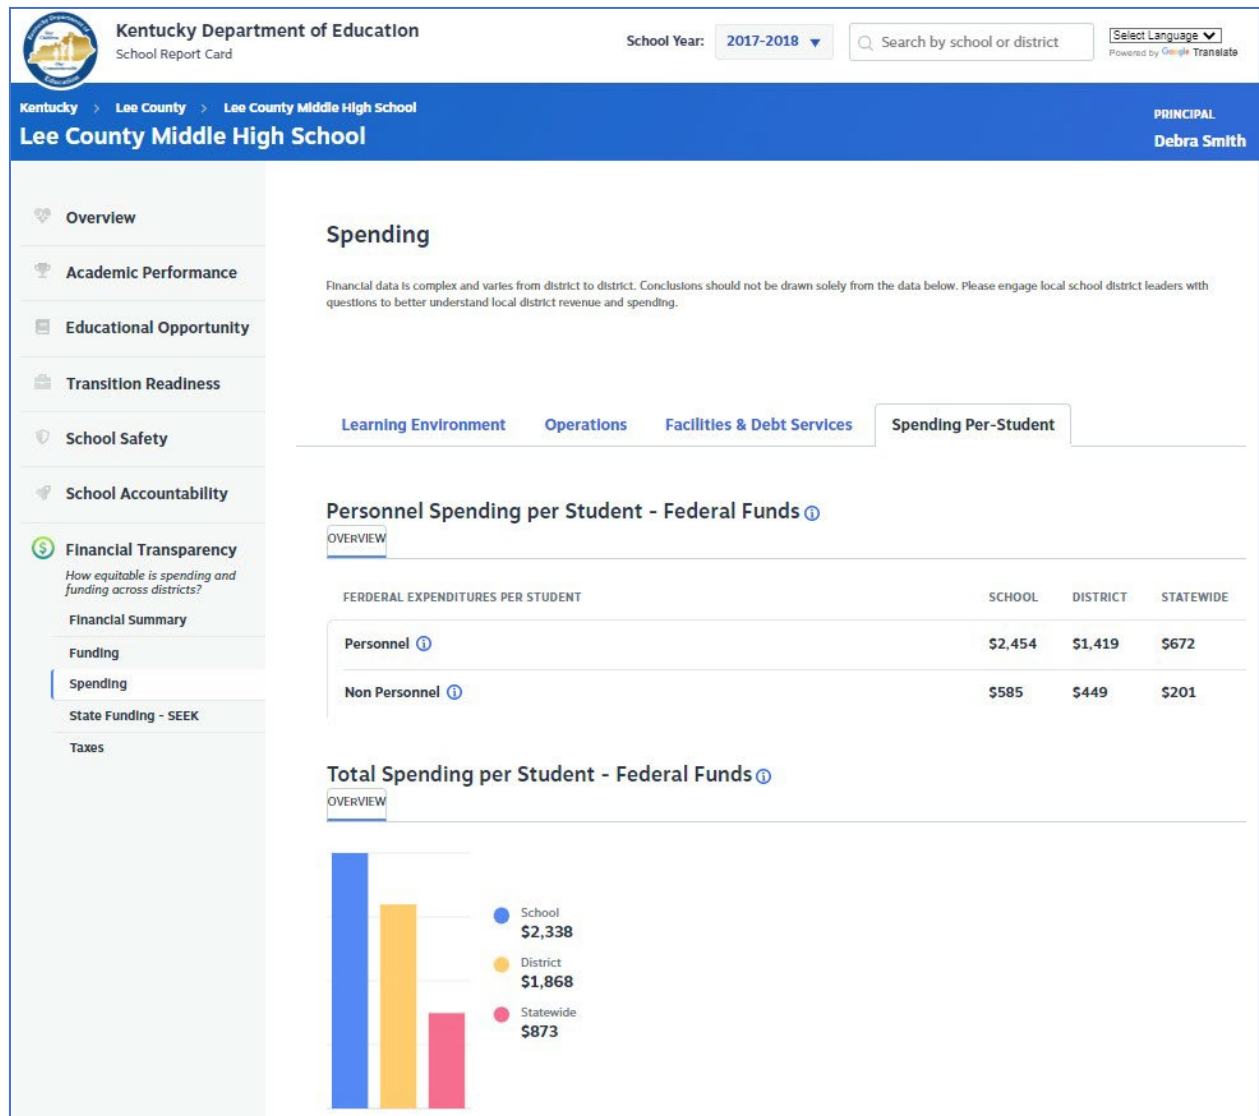 Kentucky Department of Education
School Report Card
School Year: 2017-2018
Search by school or district
Select Language
Powered by Google Translate
Kentucky > Lee County > Lee County Middle High School
Lee County Middle High School
PRINCIPAL
Debra Smith
Overview
Academic Performance
Educational Opportunity
Transition Readiness
School Safety
School Accountability
Financial Transparency
How equitable is spending and
funding across districts?
Financial Summary
Funding
Spending
State Funding - SEEK
Taxes
Spending
Financial data is complex and varies from district to district. Conclusions should not be drawn solely from the data below. Please engage local school district leaders with
questions to better understand local district revenue and spending.
Learning Environment Operations Facilities & Debt Services Spending Per-Student
Personnel Spending per Student - Federal Funds
OVERVIEW
FERDERAL EXPENDITURES PER STUDENT SCHOOL DISTRICT STATEWIDE
Personnel $2,454 $1,419 $672
Non Personnel $585 $449 $201
Total Spending per Student - Federal Funds
OVERVIEW
School
$2,338
District
$1,868
Statewide
$873